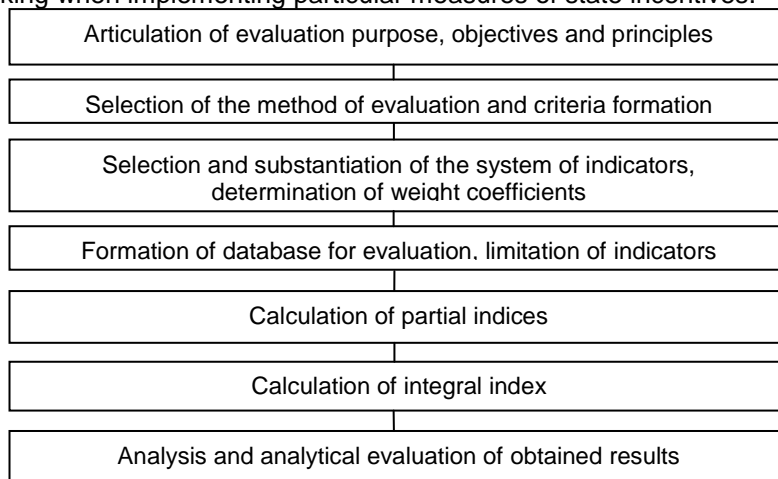 when implementing particular measures of state incentives.
Articulation of evaluation purpose, objectives and principles
Selection of the method of evaluation and criteria formation
Selection and substantiation of the system of indicators,
determination of weight coefficients
Formation of database for evaluation, limitation of indicators
Calculation of partial indices
Calculation of integral index
Analysis and analytical evaluation of obtained results